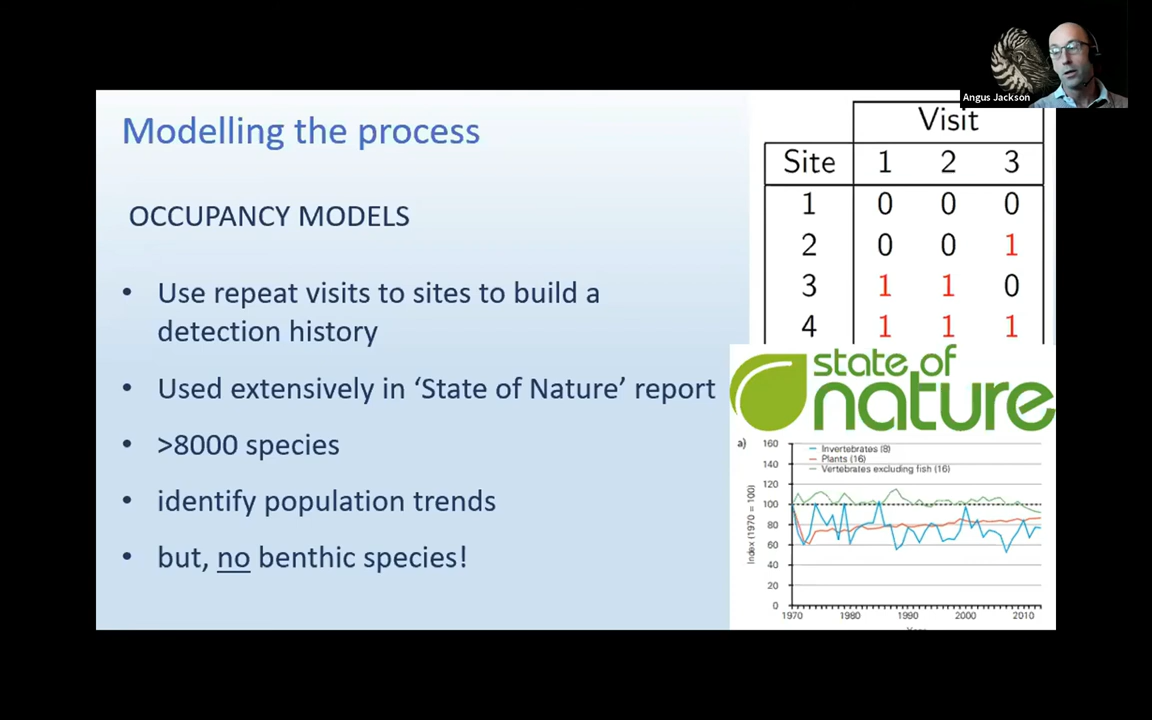 Angus Jackson
Modelling the process
OCCUPANCY MODELS
• Use repeat visits to sites to build a
detection history
• Used extensively in ‘State of Nature’ report
• >8000 species
• identify population trends
• but, no benthic species!
Visit
Site 1 2 3
1 0 0 0
2 0 0 1
3 1 1 0
4 1 1 1
state of
nature
a)
Invertebrates (8)
Plants (16)
Vertebrates excluding fish (16)
Index (1970 = 100)
160
140
120
100
80
60
40
20
0
1970 1980 1990 2000 2010